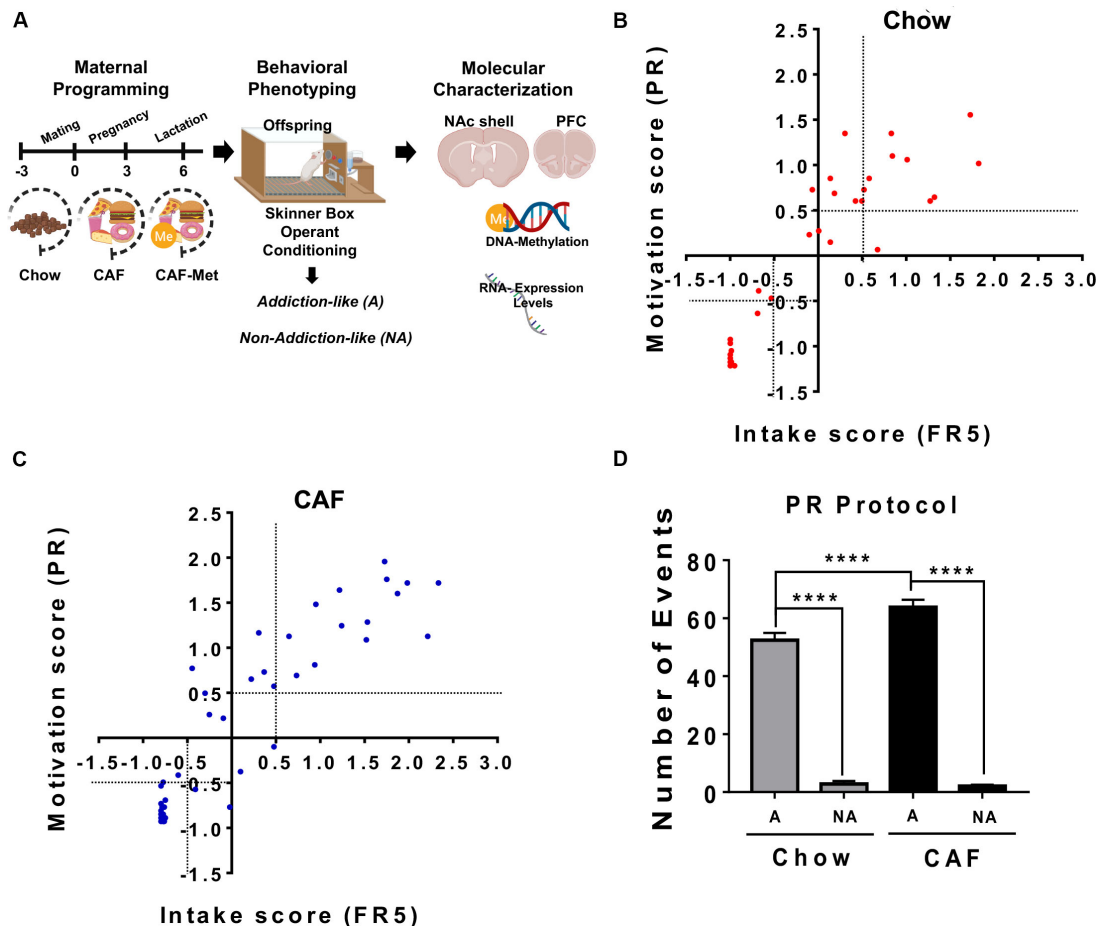 A
Maternal
Programming
Mating
Pregnancy
Lactation
-3 0 3 6
Me
Chow CAF CAF-Met
Behavioral
Phenotyping
Offspring
Skinner Box
Operant
Conditioning
Addiction-like (A)
Non-Addiction-like (NA)
Molecular
Characterization
NAc shell PFC
Me
DNA-Methylation
RNA- Expression
Levels
B
Chow
Motivation score (PR)
2.5
2.0
1.5
1.0
0.5
-1.5 -1.0 -0.5 0.5 1.0 1.5 2.0 2.5 3.0
-0.5
-1.0
-1.5
Intake score (FR5)
C
CAF
Motivation score (PR)
2.5
2.0
1.5
1.0
0.5
-1.5 -1.0 -0.5 0.5 1.0 1.5 2.0 2.5 3.0
-0.5
-1.0
-1.5
Intake score (FR5)
D
PR Protocol
Number of Events
80
60
40
20
0
**** **** ****
A NA A NA
Chow CAF